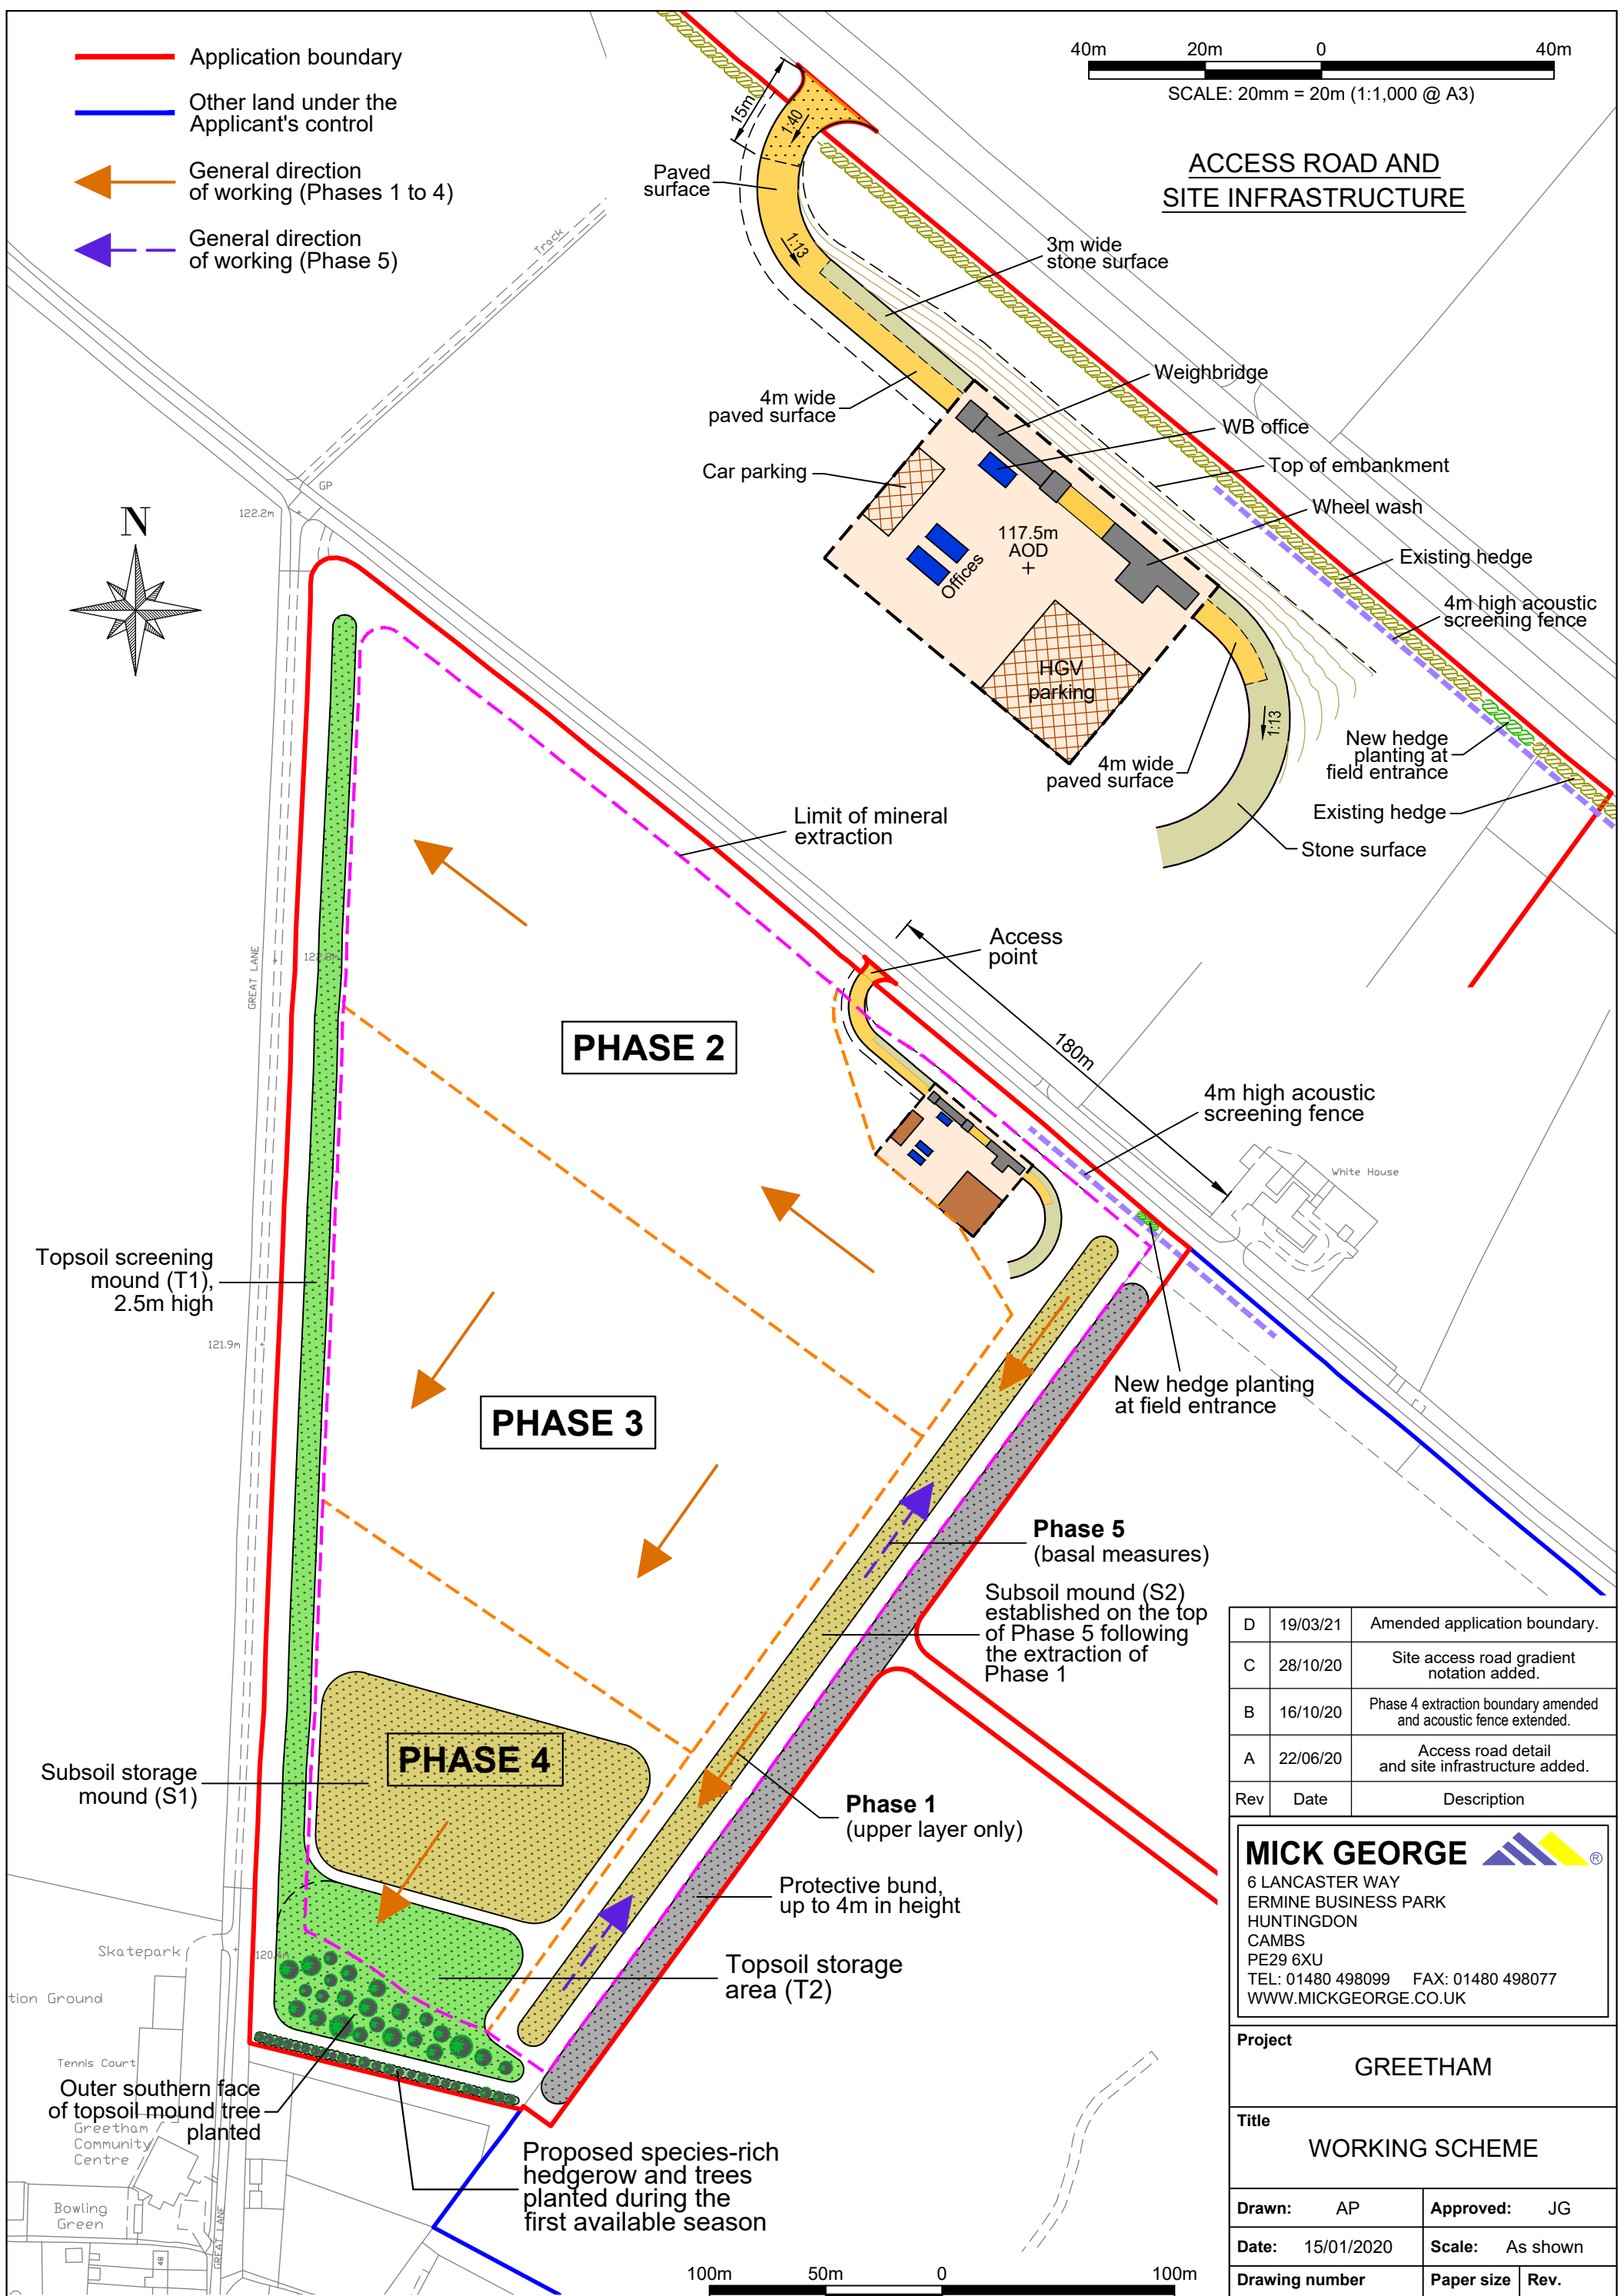 Application boundary
Other land under the
Applicant's control
General direction
of working (Phases 1 to 4)
General direction
of working (Phase 5)
40m
20m
0
40m
SCALE: 20mm = 20m (1:1,000 @ A3)
ACCESS ROAD AND
SITE INFRASTRUCTURE
15m
1:40
Paved
surface
1:13
3m wide
stone surface
Track
4m wide
paved surface
Weighbridge
WB office
Car parking
Top of embankment
Wheel wash
117.5m
AOD
Offices
Existing hedge
4m high acoustic
screening fence
HGV
parking
1:13
4m wide
paved surface
New hedge
planting at
field entrance
Existing hedge
Stone surface
GP
122.2m
N
Limit of mineral
extraction
GREAT LANE
122.8m
Access
point
180m
PHASE 2
4m high acoustic
screening fence
White House
Topsoil screening
mound (T1),
2.5m high
121.9m
New hedge planting
at field entrance
PHASE 3
Phase 5
(basal measures)
Subsoil mound (S2)
established on the top
of Phase 5 following
the extraction of
Phase 1
PHASE 4
Subsoil storage
mound (S1)
Phase 1
(upper layer only)
Protective bund,
up to 4m in height
Skatepark
120.4m
Topsoil storage
area (T2)
tion Ground
Tennis Court
Outer southern face
of topsoil mound tree
planted
Greetham
Community
Centre
Proposed species-rich
hedgerow and trees
planted during the
first available season
Bowling
Green
GREAT LANE
48
100m
50m
0
100m
D 19/03/21 Amended application boundary.
C 28/10/20 Site access road gradient
notation added.
B 16/10/20 Phase 4 extraction boundary amended
and acoustic fence extended.
A 22/06/20 Access road detail
and site infrastructure added.
Rev Date Description
MICK GEORGE ®
6 LANCASTER WAY
ERMINE BUSINESS PARK
HUNTINGDON
CAMBS
PE29 6XU
TEL: 01480 498099 FAX: 01480 498077
WWW.MICKGEORGE.CO.UK
Project
GREETHAM
Title
WORKING SCHEME
Drawn: AP Approved: JG
Date: 15/01/2020 Scale: As shown
Drawing number Paper size Rev.